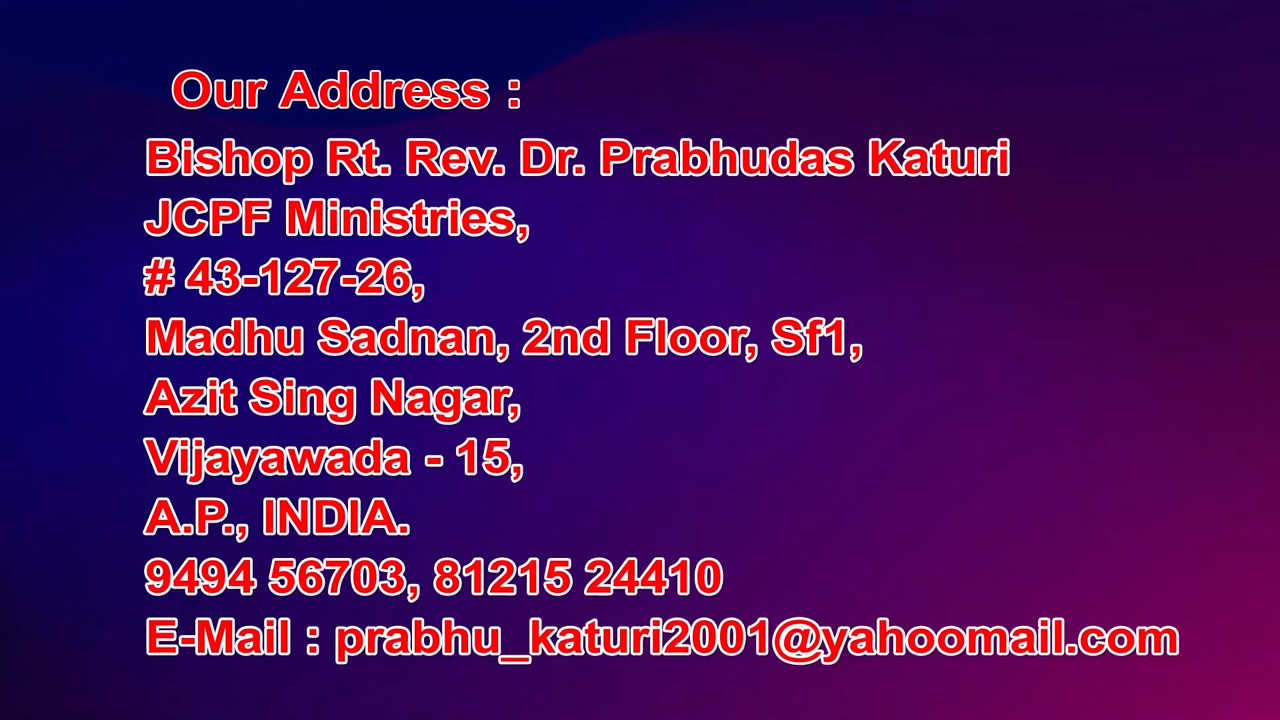 Our Address :
Bishop Rt. Rev. Dr. Prabhudas Katuri
JCPF Ministries,
# 43-127-26,
Madhu Sadnan, 2nd Floor, Sf1,
Azit Sing Nagar,
Vijayawada - 15,
A.P., INDIA.
9494 56703, 81215 24410
E-Mail : prabhu_katuri2001@yahoomail.com